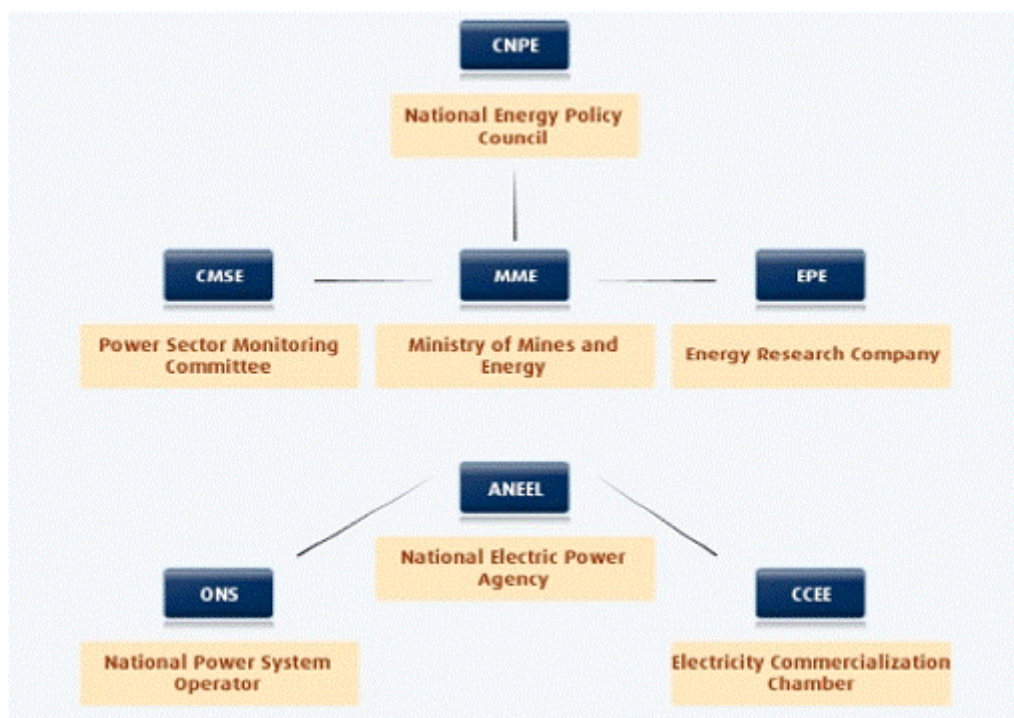 CNPE
National Energy Policy
Council
CMSE
MME
EPE
Power Sector Monitoring
Committee
Ministry of Mines and
Energy
Energy Research Company
ANEEL
National Electric Power
Agency
ONS
CCEE
National Power System
Operator
Electricity Commercialization
Chamber